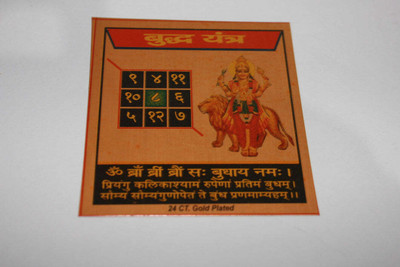 बुद्ध यंत्र
९ ४ ११
१० ८ ६
५ १२ ७
ॐ ब्राँ ब्रीं ब्रौं सः बुधाय नमः।
प्रियंगु कलिकाश्यामं रुपेणां प्रतिमं बुधम्।
सोम्य सोम्यगुणोपेत ते बुध प्रणमाम्यहम्।।
24 CT. Gold Plated